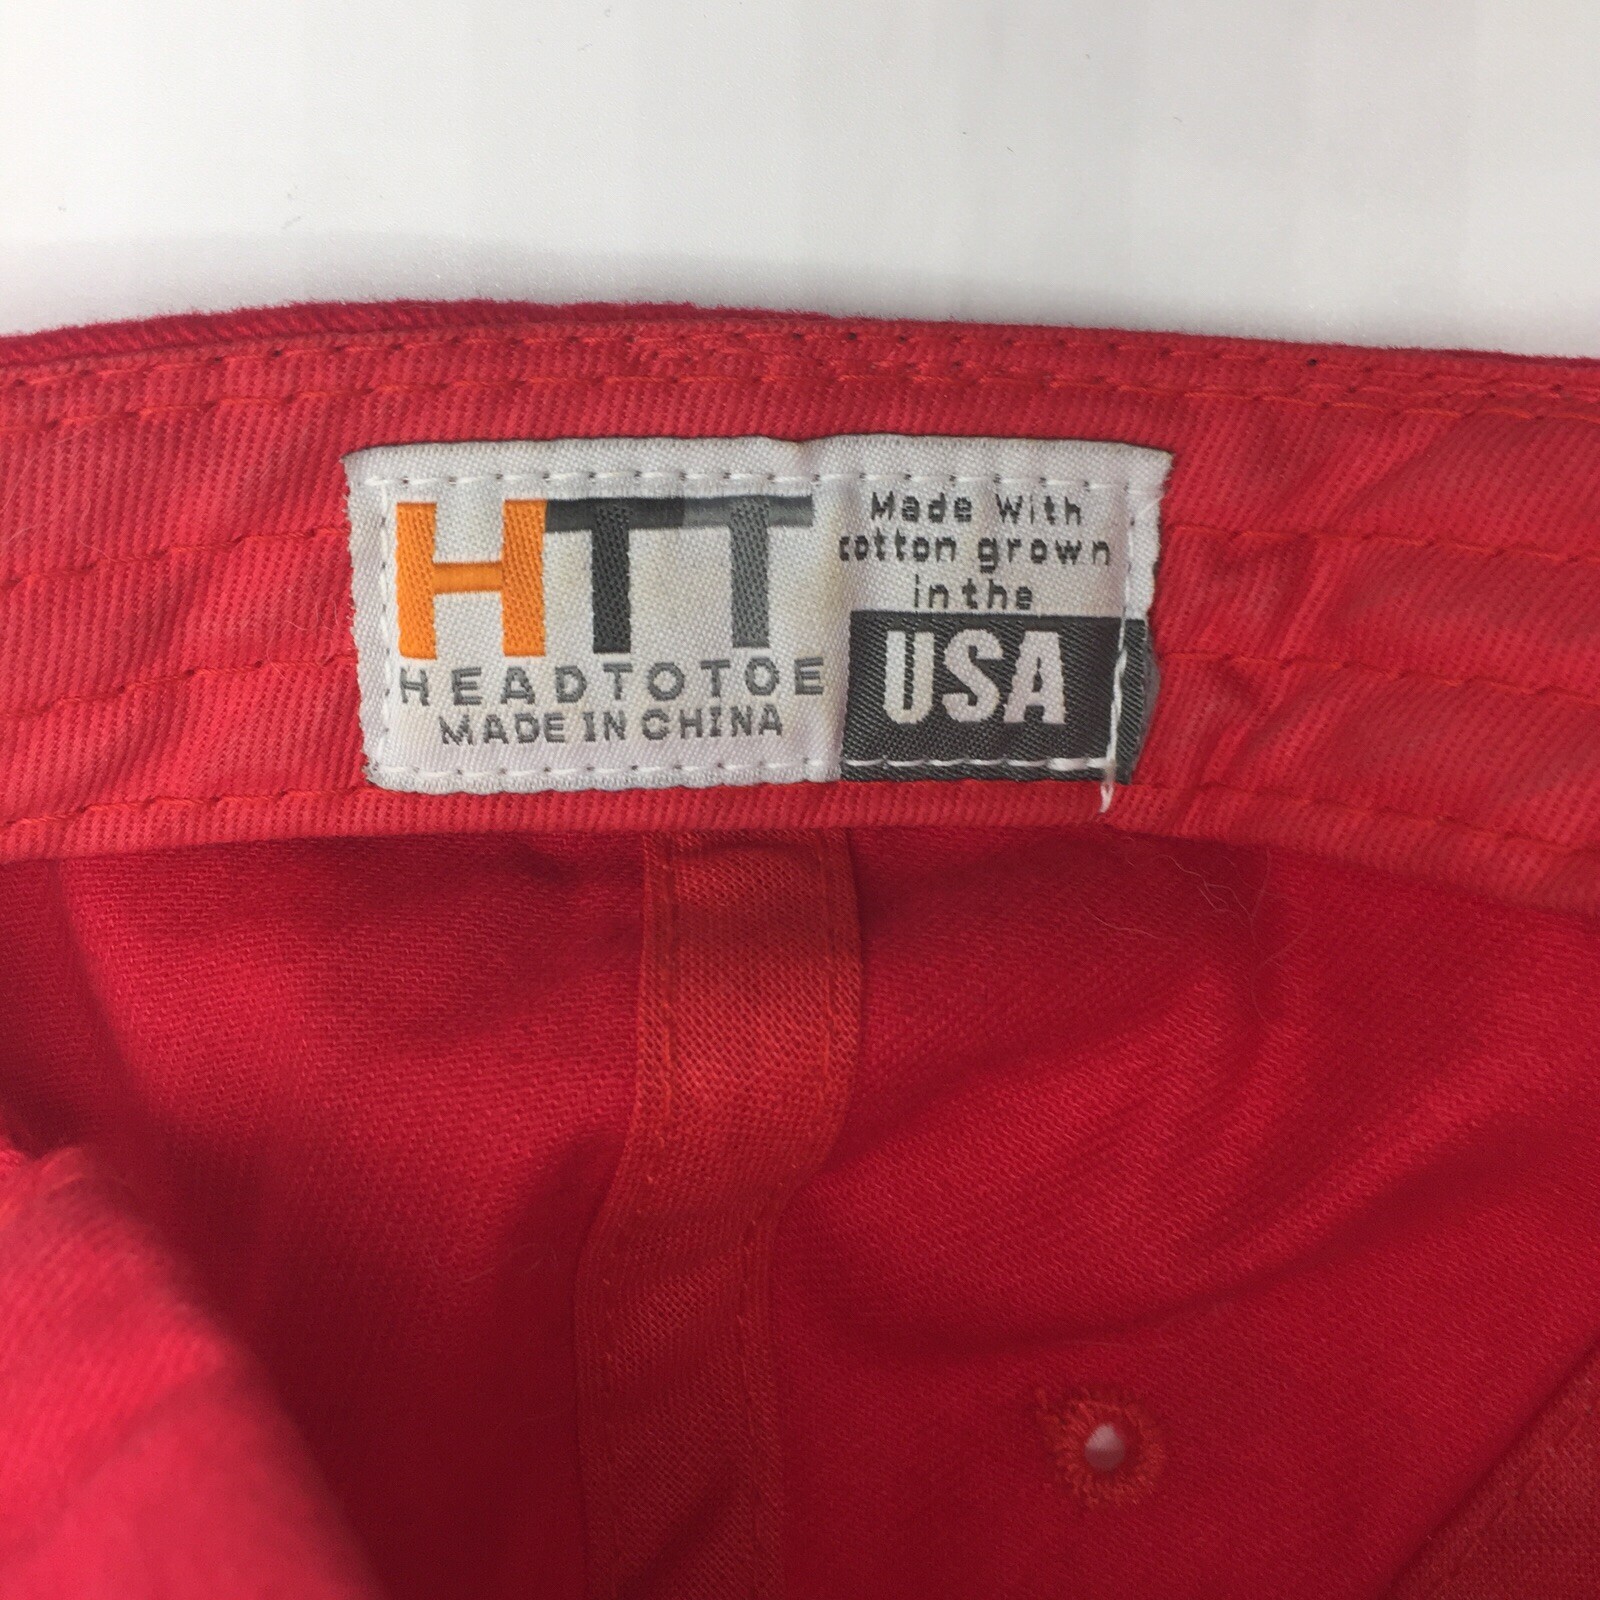 HTT
HEADTOTOE
MADE IN CHINA
Made With
cotton grown
in the
USA